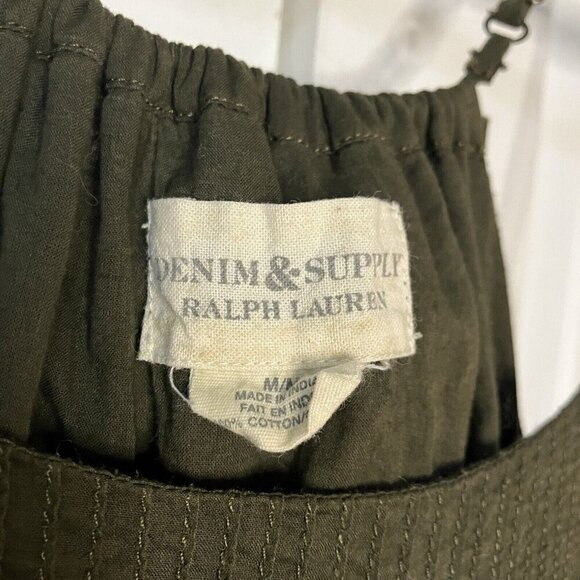 DENIM & SUPPLY
RALPH LAUREN
M/M
MADE IN INDIA
FAIT EN INDE
COTTON/